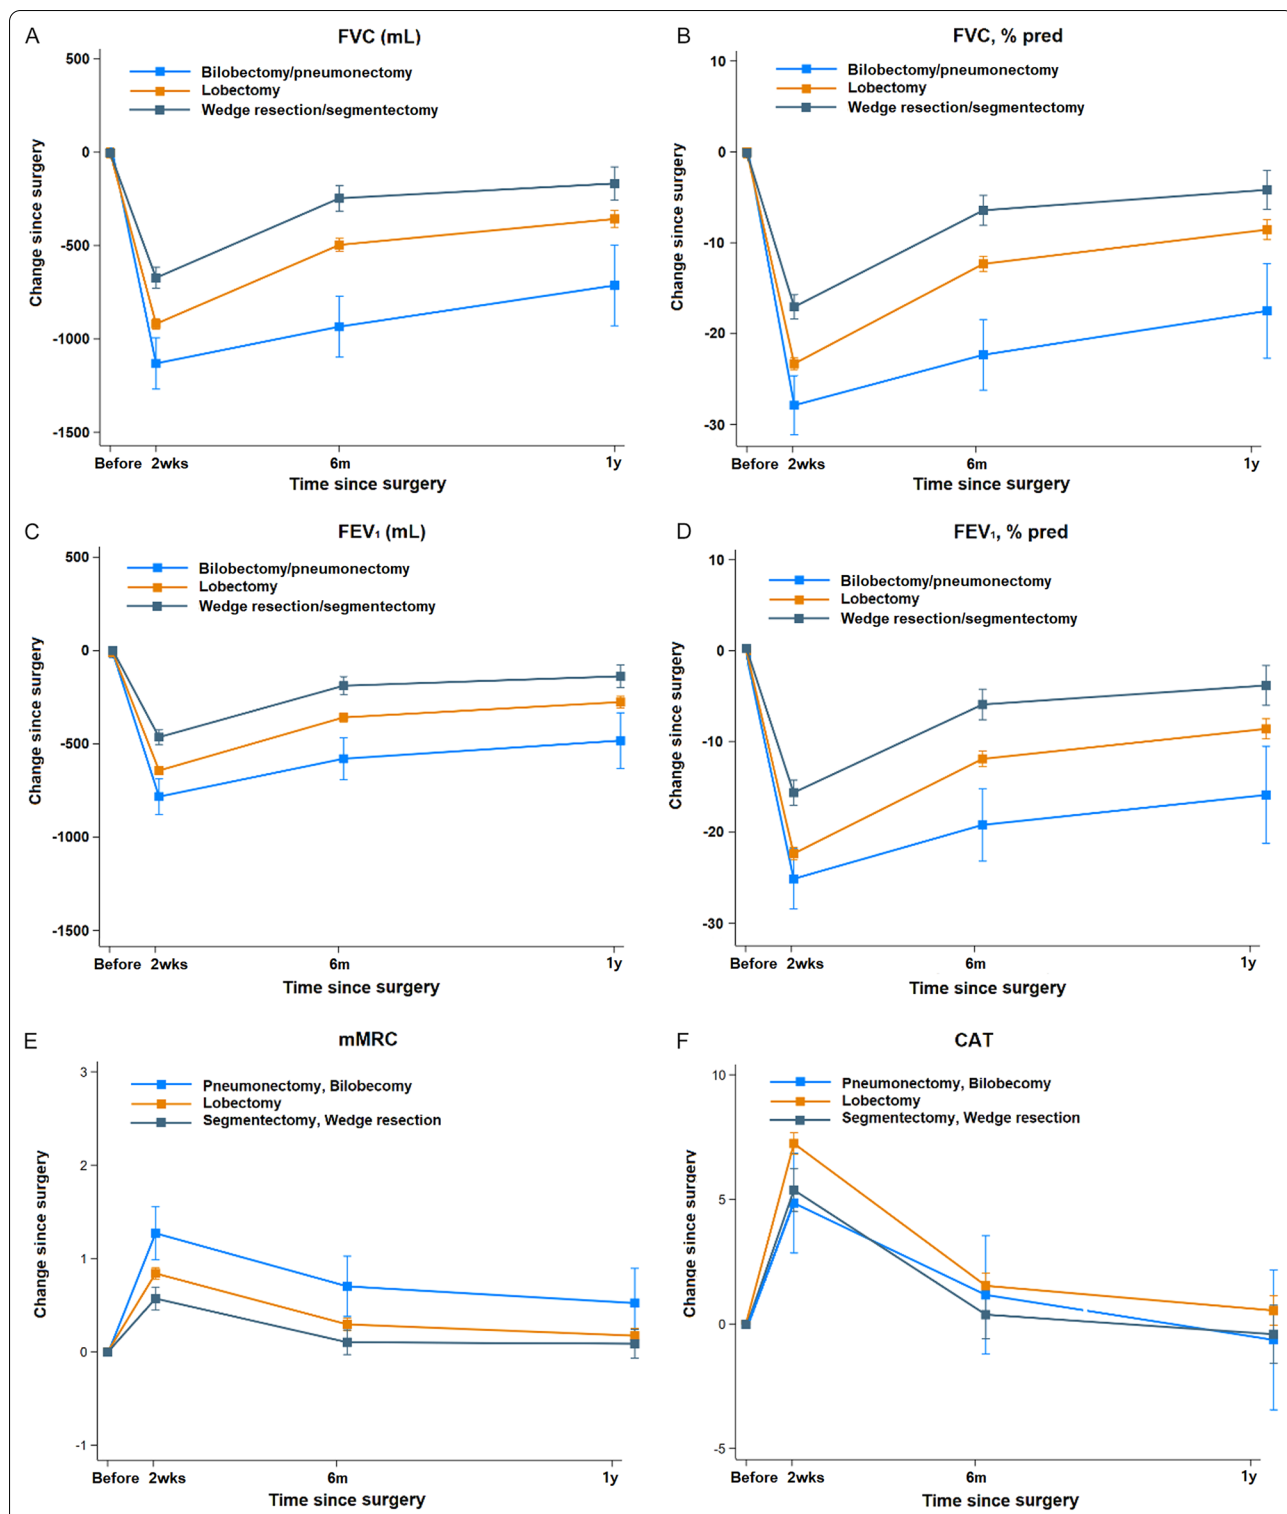 A
FVC (mL)
500
0
-500
-1000
-1500
Change since surgery
Bilobectomy/pneumonectomy
Lobectomy
Wedge resection/segmentectomy
Before 2wks 6m 1y
Time since surgery
B
FVC, % pred
10
0
-10
-20
-30
Change since surgery
Bilobectomy/pneumonectomy
Lobectomy
Wedge resection/segmentectomy
Before 2wks 6m 1y
Time since surgery
C
FEV₁ (mL)
500
0
-500
-1000
-1500
Change since surgery
Bilobectomy/pneumonectomy
Lobectomy
Wedge resection/segmentectomy
Before 2wks 6m 1y
Time since surgery
D
FEV₁, % pred
10
0
-10
-20
-30
Change since surgery
Bilobectomy/pneumonectomy
Lobectomy
Wedge resection/segmentectomy
Before 2wks 6m 1y
Time since surgery
E
mMRC
3
2
1
0
-1
Change since surgery
Pneumonectomy, Bilobecomy
Lobectomy
Segmentectomy, Wedge resection
Before 2wks 6m 1y
Time since surgery
F
CAT
10
5
0
-5
Change since surgery
Pneumonectomy, Bilobecomy
Lobectomy
Segmentectomy, Wedge resection
Before 2wks 6m 1y
Time since surgery